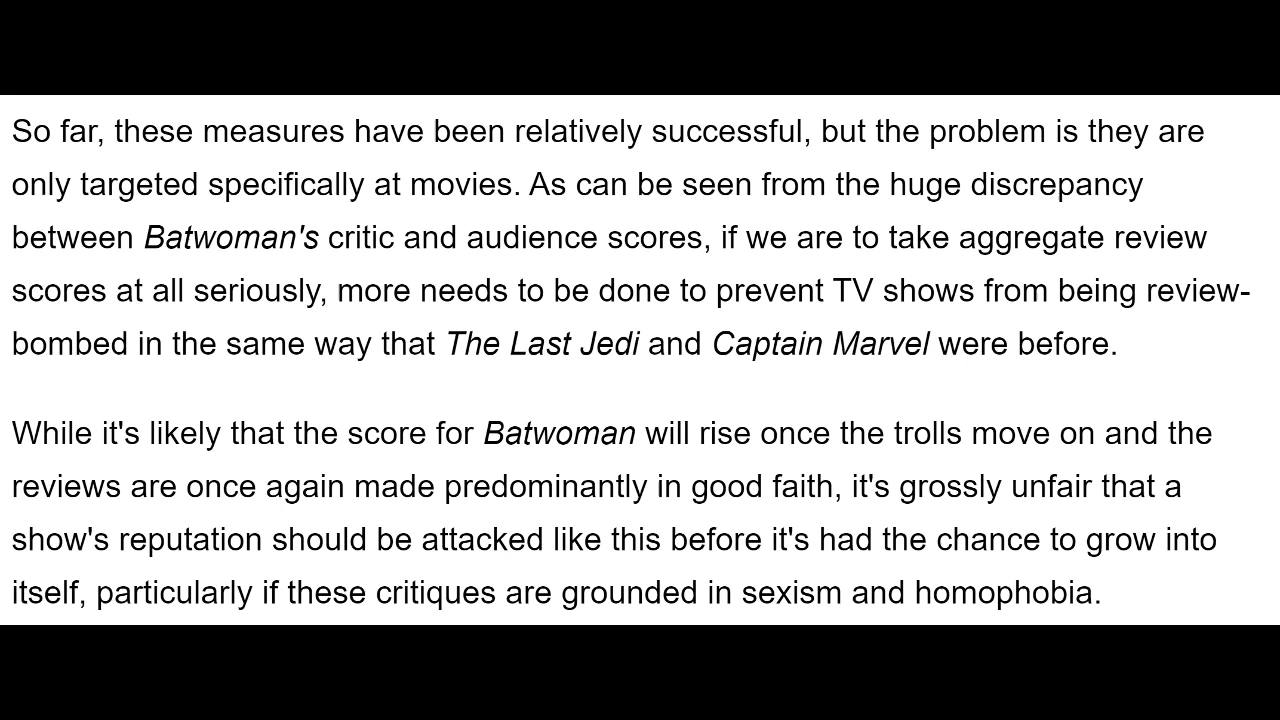 So far, these measures have been relatively successful, but the problem is they are
only targeted specifically at movies. As can be seen from the huge discrepancy
between Batwoman's critic and audience scores, if we are to take aggregate review
scores at all seriously, more needs to be done to prevent TV shows from being review-
bombed in the same way that The Last Jedi and Captain Marvel were before.
While it's likely that the score for Batwoman will rise once the trolls move on and the
reviews are once again made predominantly in good faith, it's grossly unfair that a
show's reputation should be attacked like this before it's had the chance to grow into
itself, particularly if these critiques are grounded in sexism and homophobia.